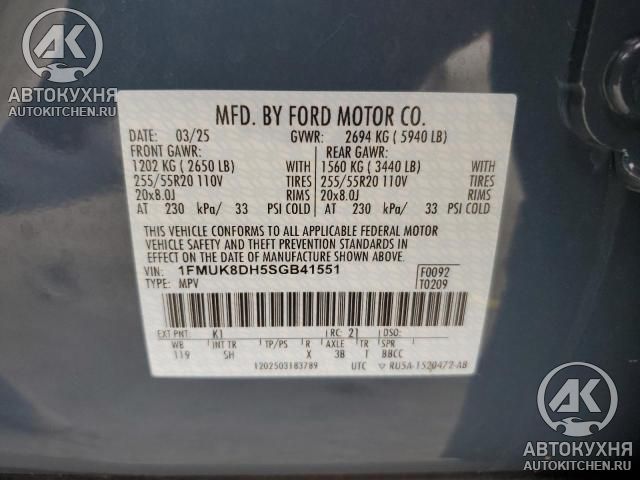 АВТОКУХНЯ
AUTOKITCHEN.RU
MFD. BY FORD MOTOR CO.
DATE: 03/25 GVWR: 2694 KG ( 5940 LB)
FRONT GAWR: REAR GAWR:
1202 KG ( 2650 LB) WITH 1560 KG ( 3440 LB) WITH
255/55R20 110V TIRES 255/55R20 110V TIRES
20x8.0J RIMS 20x8.0J RIMS
AT 230 kPa/ 33 PSI COLD AT 230 kPa/ 33 PSI COLD
THIS VEHICLE CONFORMS TO ALL APPLICABLE FEDERAL MOTOR
VEHICLE SAFETY AND THEFT PREVENTION STANDARDS IN
EFFECT ON THE DATE OF MANUFACTURE SHOWN ABOVE.
VIN: 1FMUK8DH5SGB41551 F0092
TYPE: MPV T0209
EXT PNT: K1 RC: 21 DSO:
WB INT TR TP/PS R AXLE TR SPR
119 SH X 3B T BBCC
1202503183789 UTC ▽ RU5A-1520472-AB
АВТОКУХНЯ
AUTOKITCHEN.RU